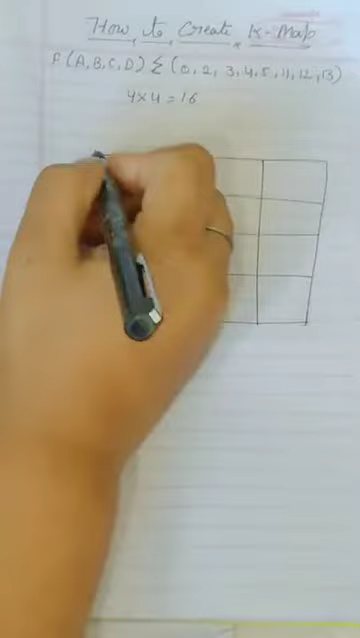 How to Create K-Map
F(A,B,C,D) Σ(0, 2, 3, 4, 5, 11, 12, 13)
4×4 = 16